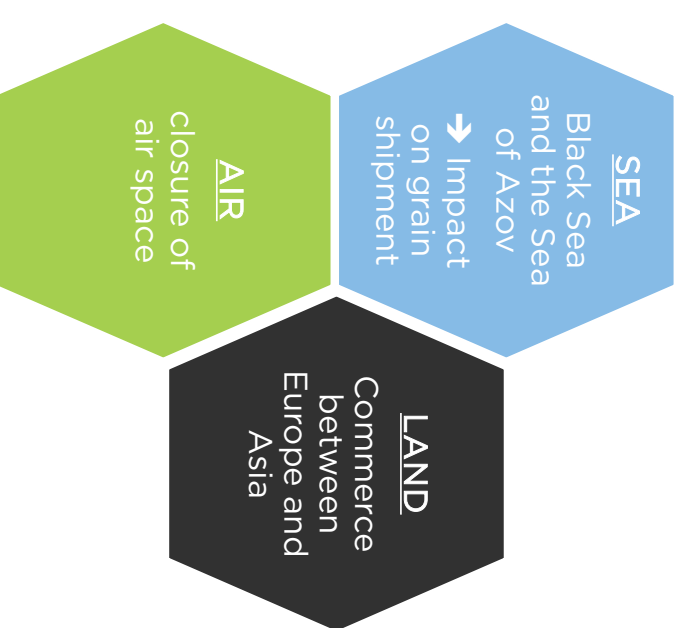 SEA
Black Sea
and the Sea
of Azov
➔ Impact
on grain
shipment
LAND
Commerce
between
Europe and
Asia
AIR
closure of
air space